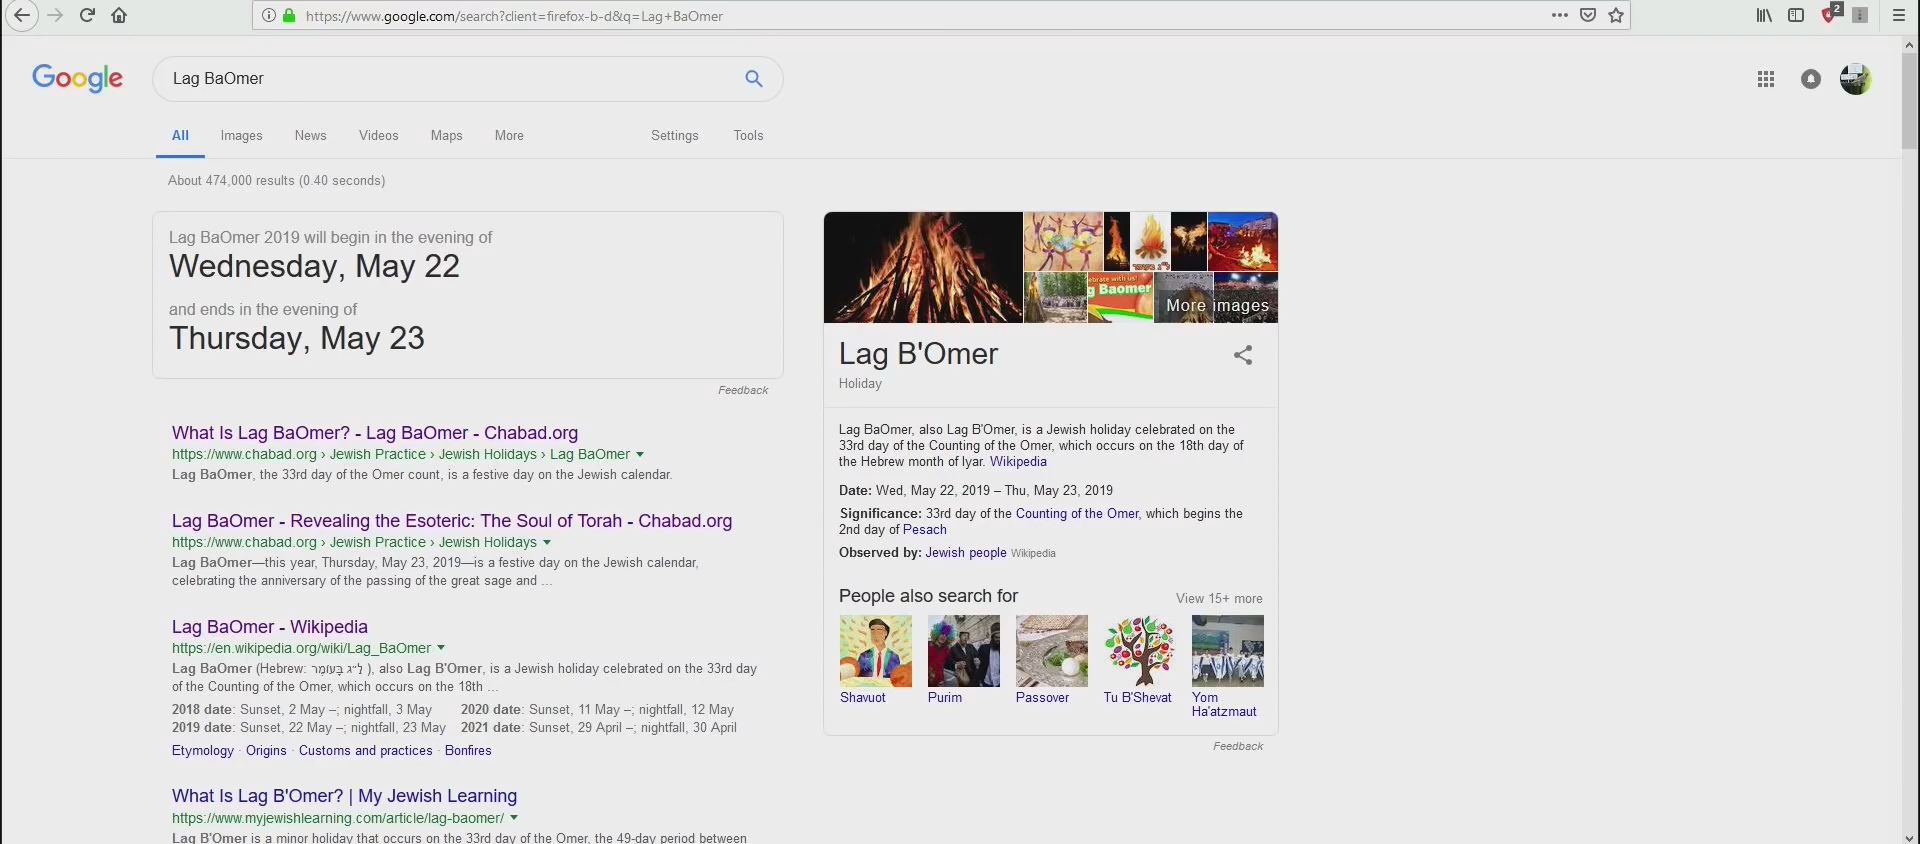 https://www.google.com/search?client=firefox-b-d&q=Lag+BaOmer
2
Google
Lag BaOmer
All Images News Videos Maps More Settings Tools
About 474,000 results (0.40 seconds)
Lag BaOmer 2019 will begin in the evening of
Wednesday, May 22
and ends in the evening of
Thursday, May 23
Feedback
What Is Lag BaOmer? - Lag BaOmer - Chabad.org
https://www.chabad.org › Jewish Practice › Jewish Holidays › Lag BaOmer
Lag BaOmer, the 33rd day of the Omer count, is a festive day on the Jewish calendar.
Lag BaOmer - Revealing the Esoteric: The Soul of Torah - Chabad.org
https://www.chabad.org › Jewish Practice › Jewish Holidays
Lag BaOmer—this year, Thursday, May 23, 2019—is a festive day on the Jewish calendar,
celebrating the anniversary of the passing of the great sage and ...
Lag BaOmer - Wikipedia
https://en.wikipedia.org/wiki/Lag_BaOmer
Lag BaOmer (Hebrew: ל״ג בָּעוֹמֶר ), also Lag B'Omer, is a Jewish holiday celebrated on the 33rd day
of the Counting of the Omer, which occurs on the 18th ...
2018 date: Sunset, 2 May –; nightfall, 3 May 2020 date: Sunset, 11 May –; nightfall, 12 May
2019 date: Sunset, 22 May –; nightfall, 23 May 2021 date: Sunset, 29 April –; nightfall, 30 April
Etymology · Origins · Customs and practices · Bonfires
What Is Lag B'Omer? | My Jewish Learning
https://www.myjewishlearning.com/article/lag-baomer/
Lag B'Omer is a minor holiday that occurs on the 33rd day of the Omer, the 49-day period between
ebrate with us!
g Baomer
More images
Lag B'Omer
Holiday
Lag BaOmer, also Lag B'Omer, is a Jewish holiday celebrated on the
33rd day of the Counting of the Omer, which occurs on the 18th day of
the Hebrew month of Iyar. Wikipedia
Date: Wed, May 22, 2019 – Thu, May 23, 2019
Significance: 33rd day of the Counting of the Omer, which begins the
2nd day of Pesach
Observed by: Jewish people Wikipedia
People also search for View 15+ more
Shavuot Purim Passover Tu B'Shevat Yom
Ha'atzmaut
Feedback